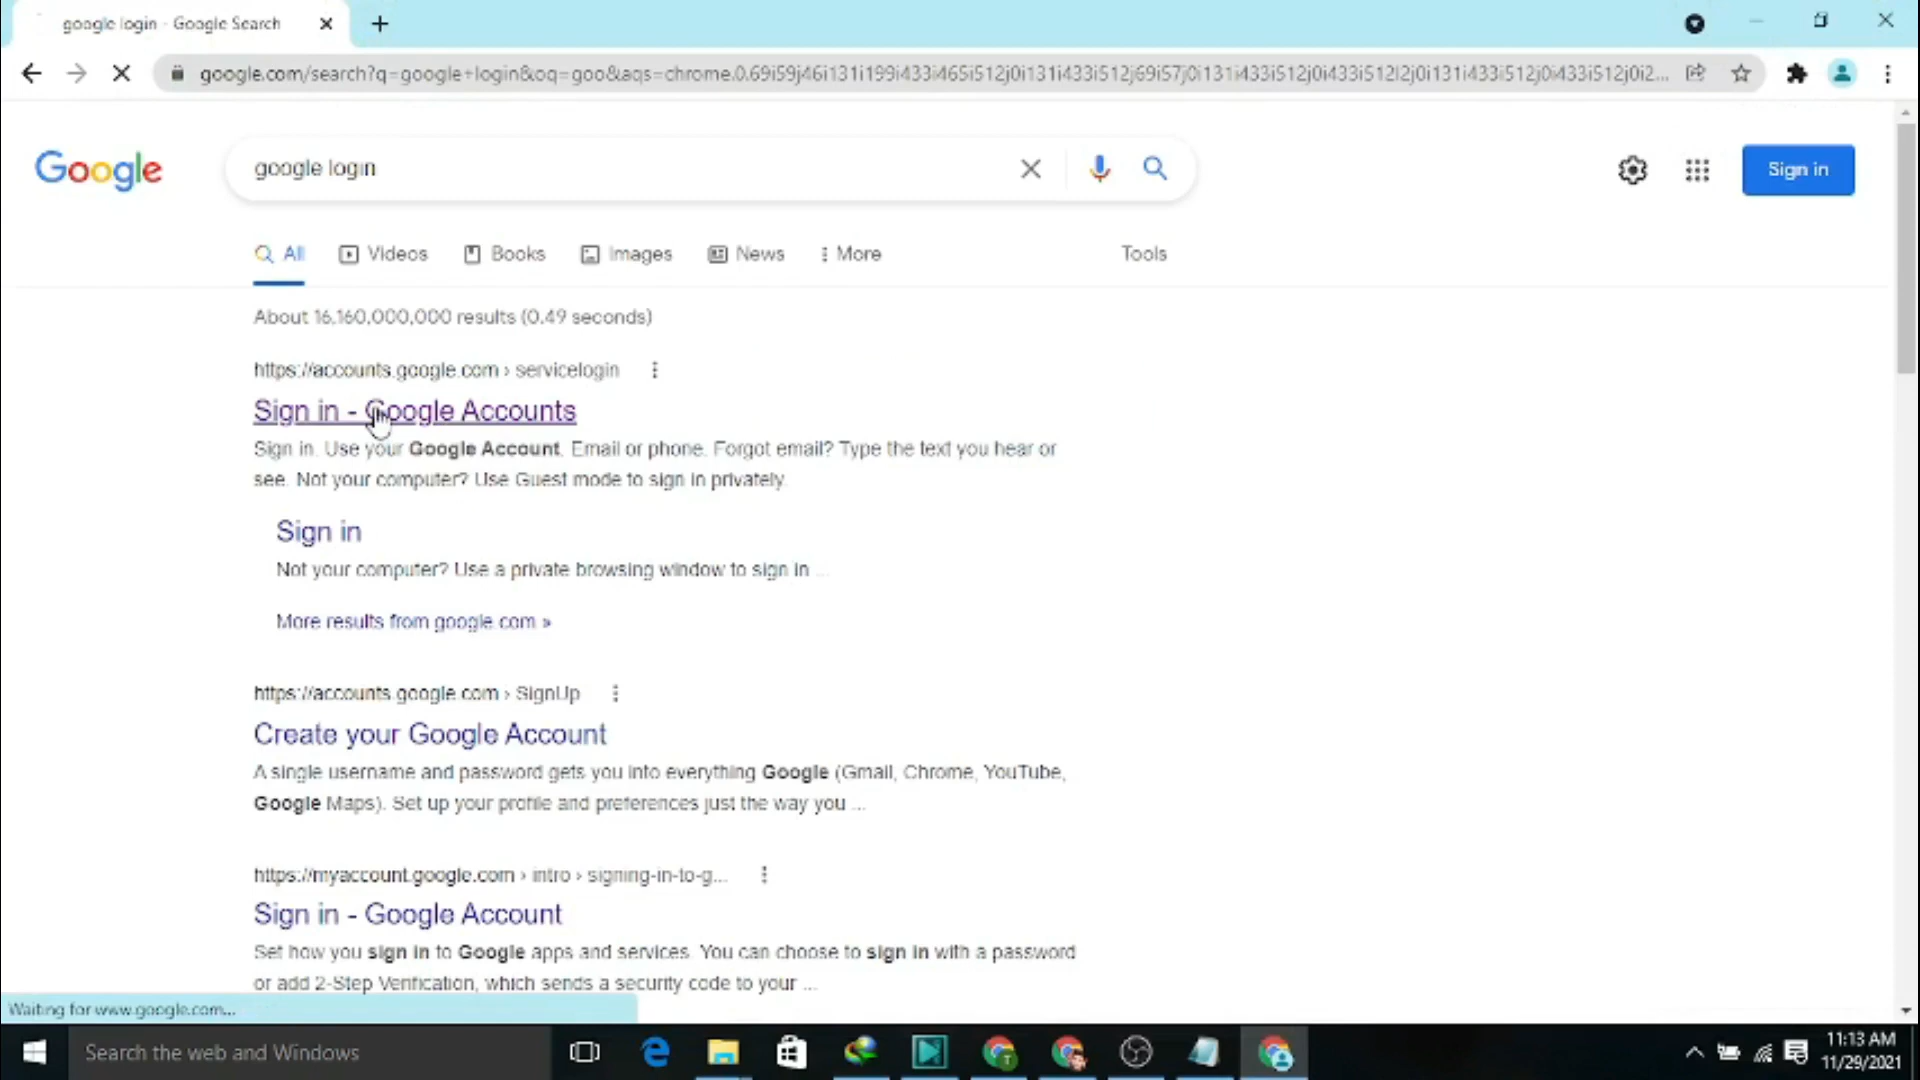 google login - Google Search
google.com/search?q=google+login&oq=goo&aqs=chrome.0.69i59j46i131i199i433i465i512j0i131i433i512j69i57j0i131i433i512j0i433i512l2j0i131i433i512j0i433i512j0i2...
Google
google login
Sign in
All Videos Books Images News More Tools
About 16,160,000,000 results (0.49 seconds)
https://accounts.google.com › servicelogin
Sign in - Google Accounts
Sign in. Use your Google Account. Email or phone. Forgot email? Type the text you hear or
see. Not your computer? Use Guest mode to sign in privately.
Sign in
Not your computer? Use a private browsing window to sign in ...
More results from google.com »
https://accounts.google.com › SignUp
Create your Google Account
A single username and password gets you into everything Google (Gmail, Chrome, YouTube,
Google Maps). Set up your profile and preferences just the way you ...
https://myaccount.google.com › intro › signing-in-to-g...
Sign in - Google Account
Set how you sign in to Google apps and services. You can choose to sign in with a password
or add 2-Step Verification, which sends a security code to your ...
Waiting for www.google.com...
Search the web and Windows
11:13 AM
11/29/2021